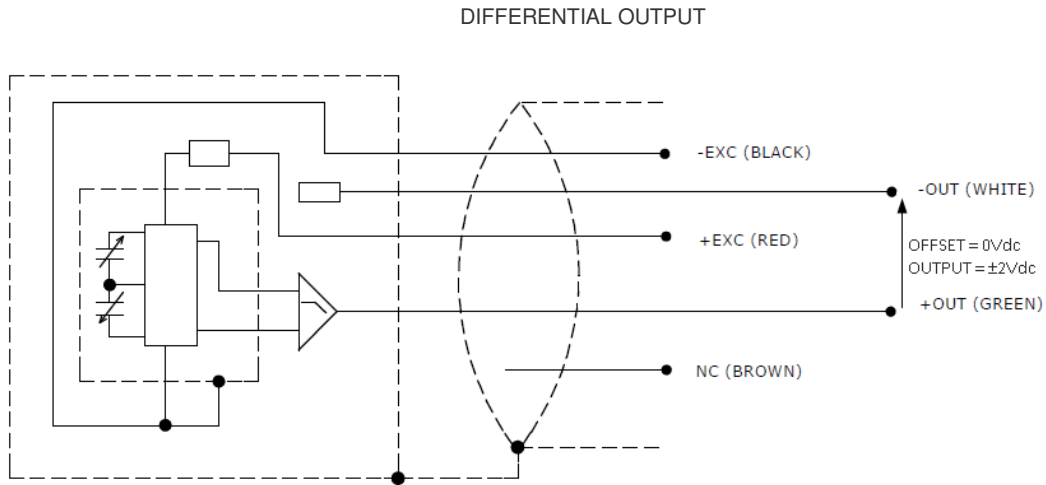 DIFFERENTIAL OUTPUT
-EXC (BLACK)
-OUT (WHITE)
+EXC (RED)
OFFSET = 0Vdc
OUTPUT = ±2Vdc
+OUT (GREEN)
NC (BROWN)